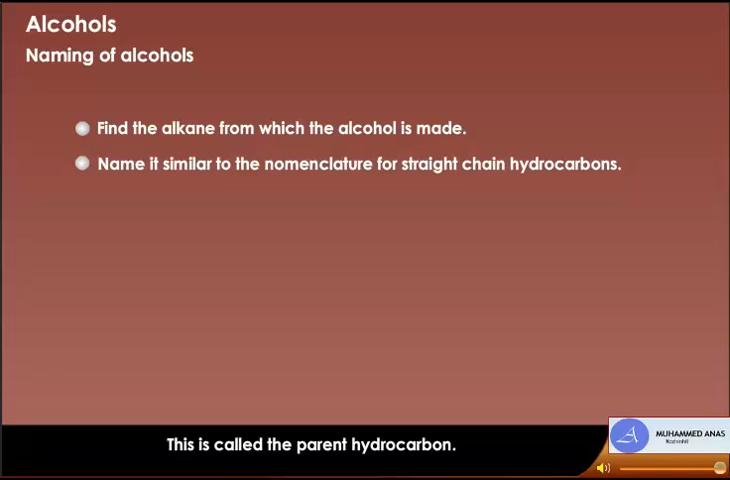 Alcohols
Naming of alcohols
Find the alkane from which the alcohol is made.
Name it similar to the nomenclature for straight chain hydrocarbons.
This is called the parent hydrocarbon.
A
MUHAMMED ANAS